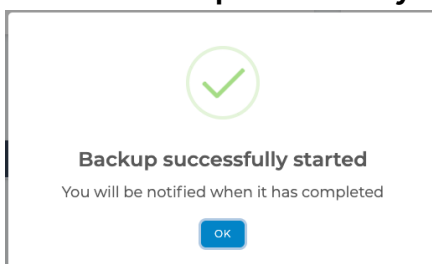 Backup successfully started
You will be notified when it has completed
OK